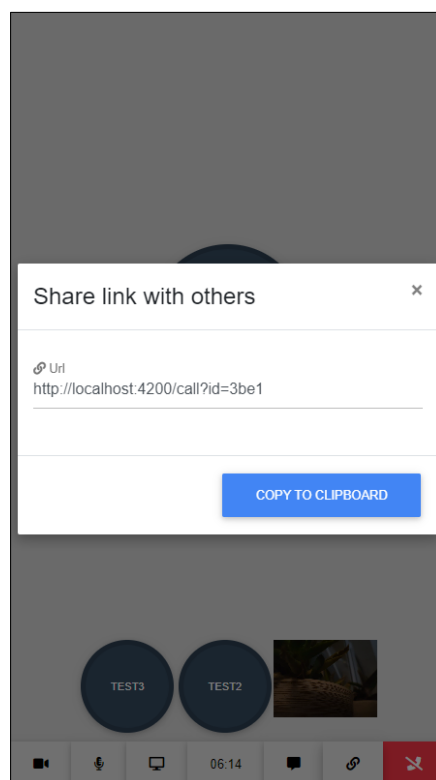 Share link with others
×
Url
http://localhost:4200/call?id=3be1
COPY TO CLIPBOARD
TEST3
TEST2
06:14